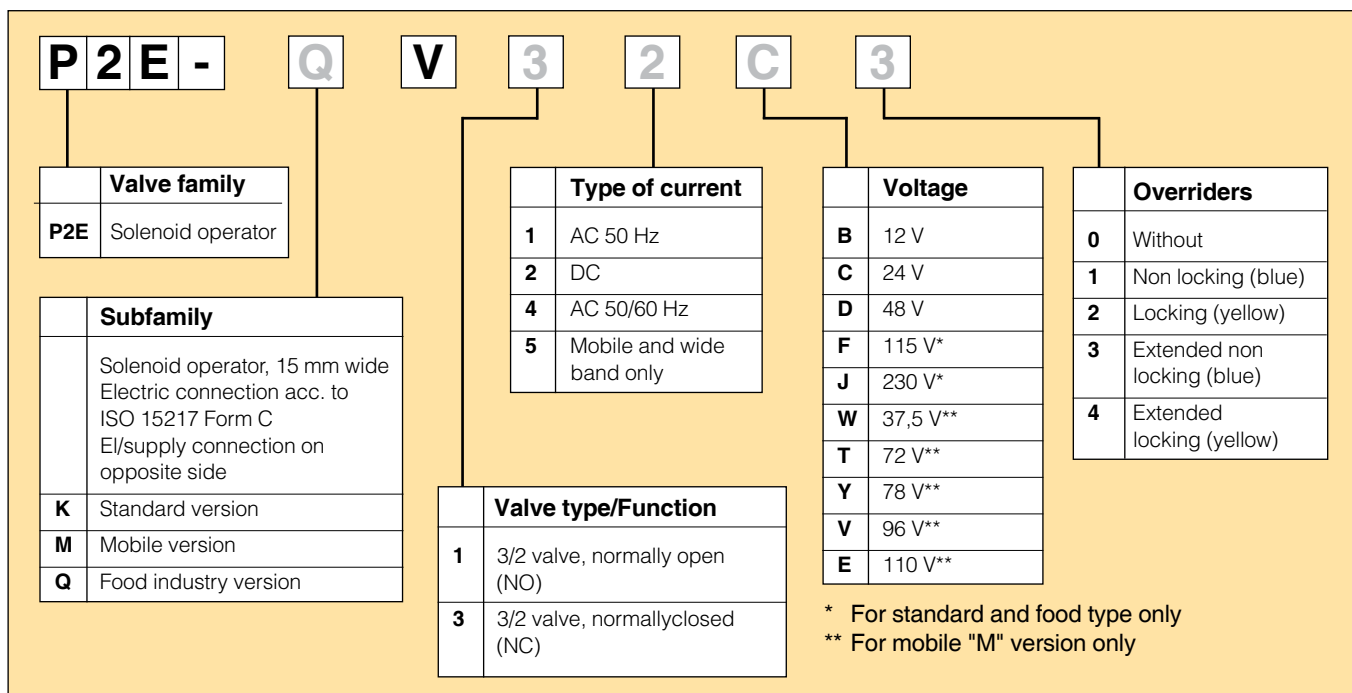 P2E- Q V 3 2 C 3
Valve family
P2E Solenoid operator
Subfamily
Solenoid operator, 15 mm wide
Electric connection acc. to
ISO 15217 Form C
El/supply connection on
opposite side
K Standard version
M Mobile version
Q Food industry version
Valve type/Function
1 3/2 valve, normally open
(NO)
3 3/2 valve, normallyclosed
(NC)
Type of current
1 AC 50 Hz
2 DC
4 AC 50/60 Hz
5 Mobile and wide
band only
Voltage
B 12 V
C 24 V
D 48 V
F 115 V*
J 230 V*
W 37,5 V**
T 72 V**
Y 78 V**
V 96 V**
E 110 V**
* For standard and food type only
** For mobile "M" version only
Overriders
0 Without
1 Non locking (blue)
2 Locking (yellow)
3 Extended non
locking (blue)
4 Extended
locking (yellow)